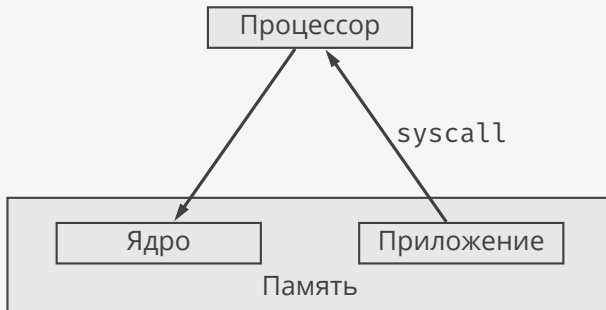 Процессор
syscall
Ядро
Приложение
Память